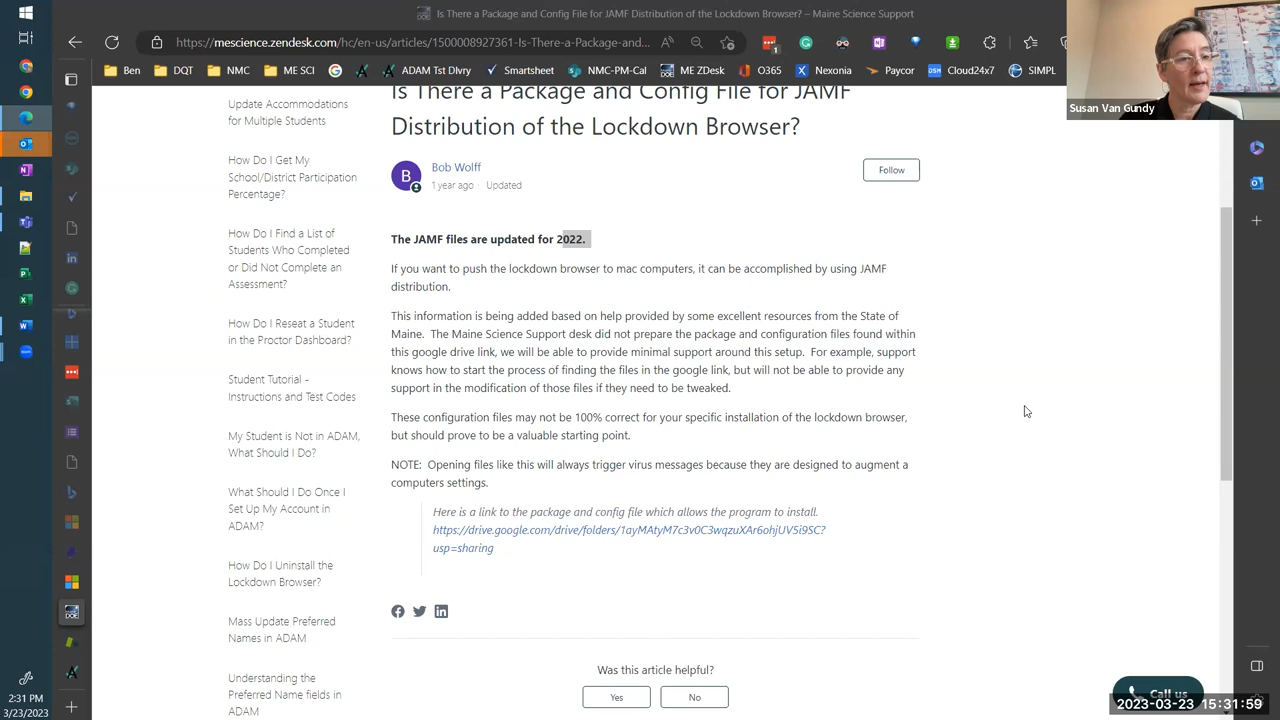 Is There a Package and Config File for JAMF Distribution of the Lockdown Browser? – Maine Science Support
https://mescience.zendesk.com/hc/en-us/articles/1500008927361-Is-There-a-Package-and-...
Ben
DQT
NMC
ME SCI
ADAM PM Dlvry
Smartsheet
NMC-PM-Cal
ME ZDesk
O365
Nexonia
Paycor
Cloud24x7
SIMPL
Susan Van Gundy
Is There a Package and Config File for JAMF
Distribution of the Lockdown Browser?
B
Bob Wolff
1 year ago · Updated
Follow
The JAMF files are updated for 2022.
If you want to push the lockdown browser to mac computers, it can be accomplished by using JAMF
distribution.
This information is being added based on help provided by some excellent resources from the State of
Maine. The Maine Science Support desk did not prepare the package and configuration files found within
this google drive link, we will be able to provide minimal support around this setup. For example, support
knows how to start the process of finding the files in the google link, but will not be able to provide any
support in the modification of those files if they need to be tweaked.
These configuration files may not be 100% correct for your specific installation of the lockdown browser,
but should prove to be a valuable starting point.
NOTE: Opening files like this will always trigger virus messages because they are designed to augment a
computers settings.
Here is a link to the package and config file which allows the program to install.
https://drive.google.com/drive/folders/1ayMAtyM7c3v0C3wqzuXAr6ohjUV5i9SC?
usp=sharing
Was this article helpful?
Yes
No
Update Accommodations
for Multiple Students
How Do I Get My
School/District Participation
Percentage?
How Do I Find a List of
Students Who Completed
or Did Not Complete an
Assessment?
How Do I Reseat a Student
in the Proctor Dashboard?
Student Tutorial -
Instructions and Test Codes
My Student is Not in ADAM,
What Should I Do?
What Should I Do Once I
Set Up My Account in
ADAM?
How Do I Uninstall the
Lockdown Browser?
Mass Update Preferred
Names in ADAM
Understanding the
Preferred Name fields in
ADAM
Call us
2:31 PM
3/23/2023
2023-03-23 15:31:59